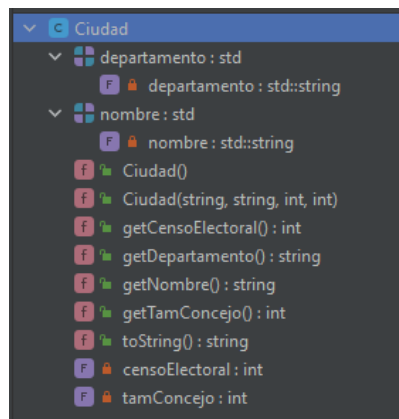 C Ciudad
departamento : std
F departamento : std::string
nombre : std
F nombre : std::string
f Ciudad()
f Ciudad(string, string, int, int)
f getCensoElectoral() : int
f getDepartamento() : string
f getNombre() : string
f getTamConcejo() : int
f toString() : string
F censoElectoral : int
F tamConcejo : int